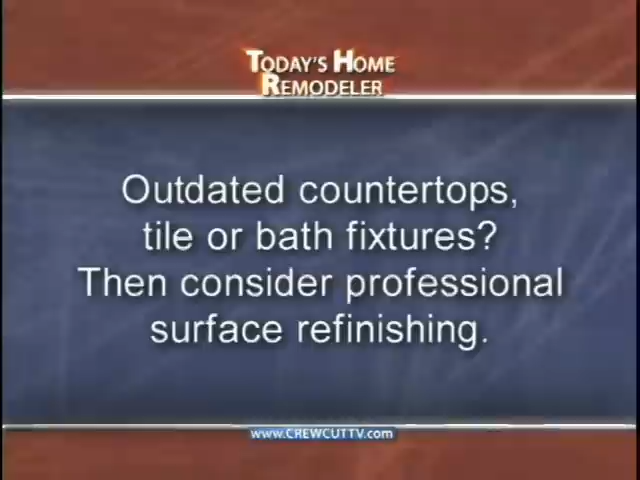 TODAY'S HOME
REMODELER
Outdated countertops,
tile or bath fixtures?
Then consider professional
surface refinishing.
www.CREWCUTTV.com